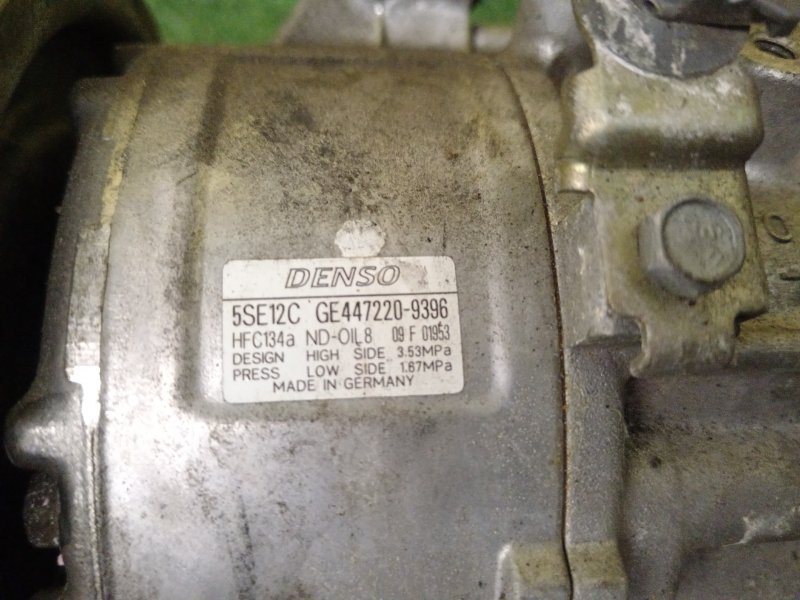 DENSO
5SE12C GE447220-9396
HFC134a ND-OIL8 09 F 01953
DESIGN HIGH SIDE 3.53MPa
PRESS LOW SIDE 1.67MPa
MADE IN GERMANY